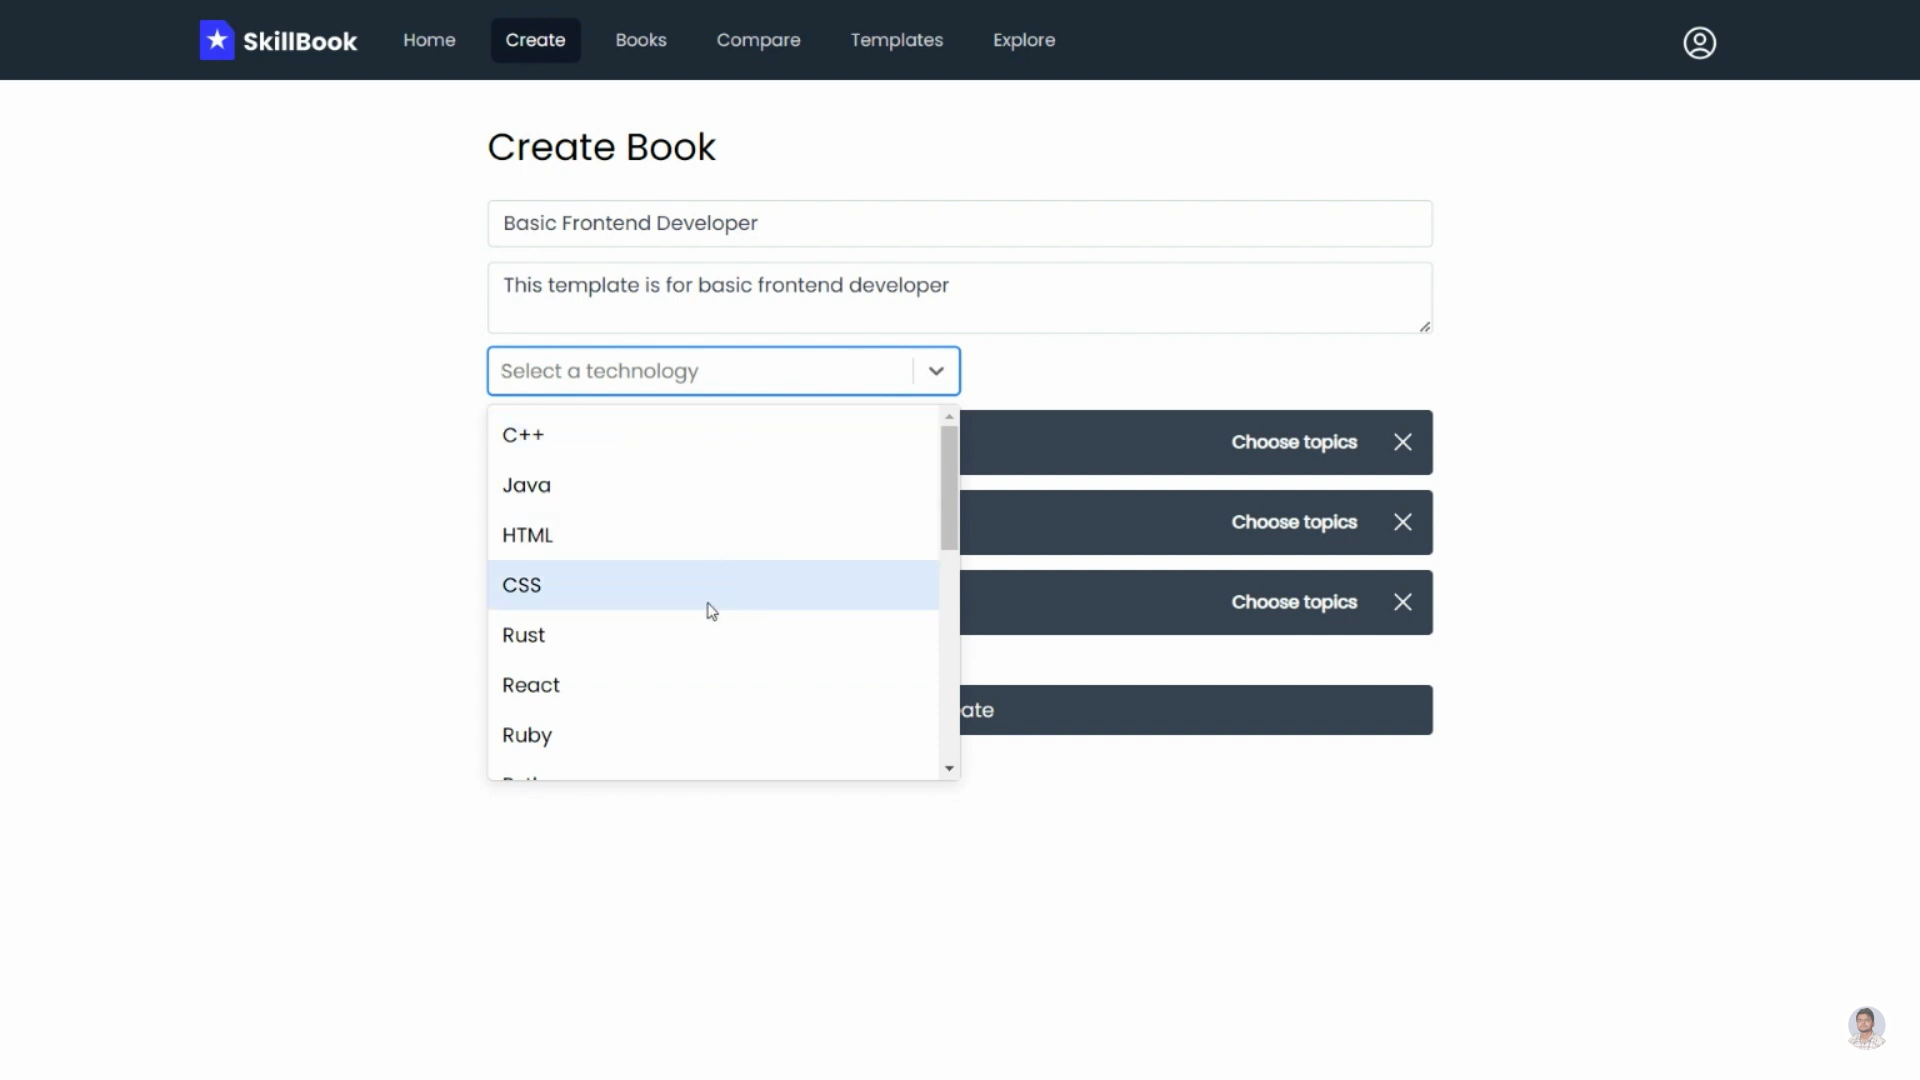 SkillBook Home Create Books Compare Templates Explore
Create Book
Basic Frontend Developer
This template is for basic frontend developer
Select a technology
C++
Choose topics
Java
HTML
Choose topics
CSS
Choose topics
Rust
React
ate
Ruby